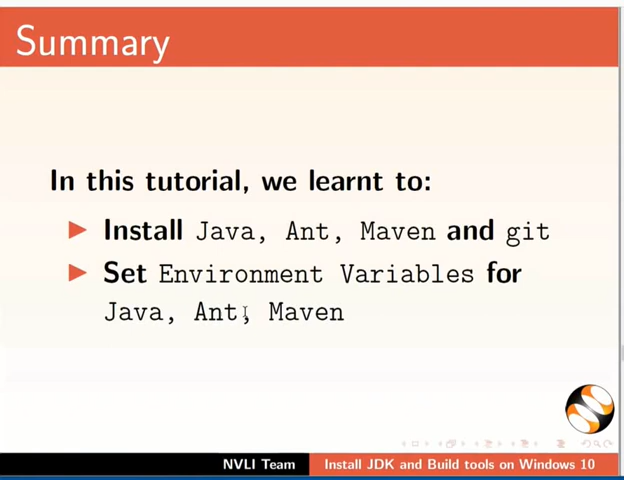 Summary
In this tutorial, we learnt to:
Install Java, Ant, Maven and git
Set Environment Variables for
Java, Ant, Maven
NVLI Team Install JDK and Build tools on Windows 10